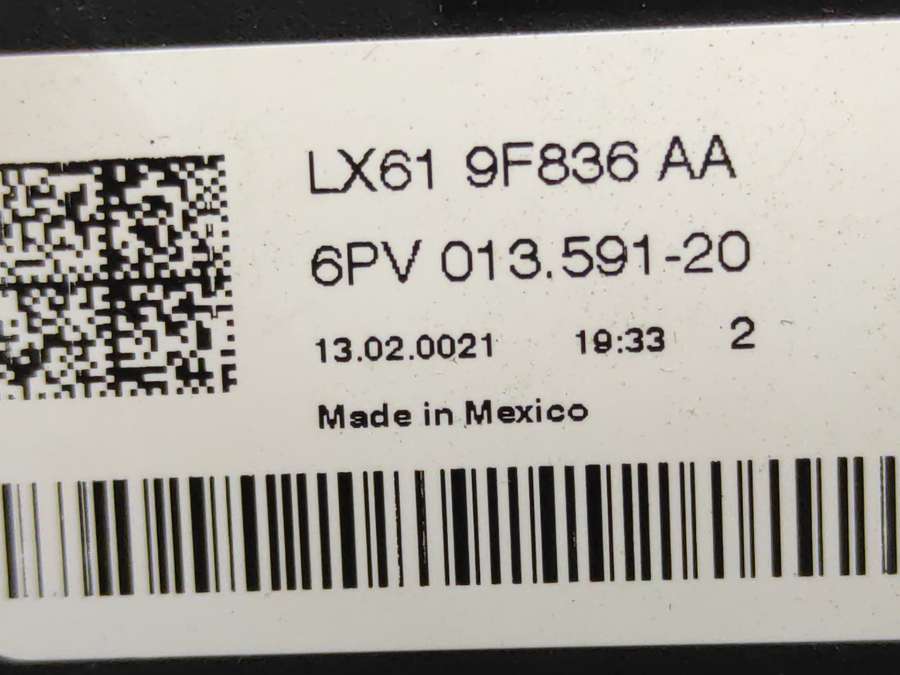 LX61 9F836 AA
6PV 013.591-20
13.02.0021 19:33 2
Made in Mexico